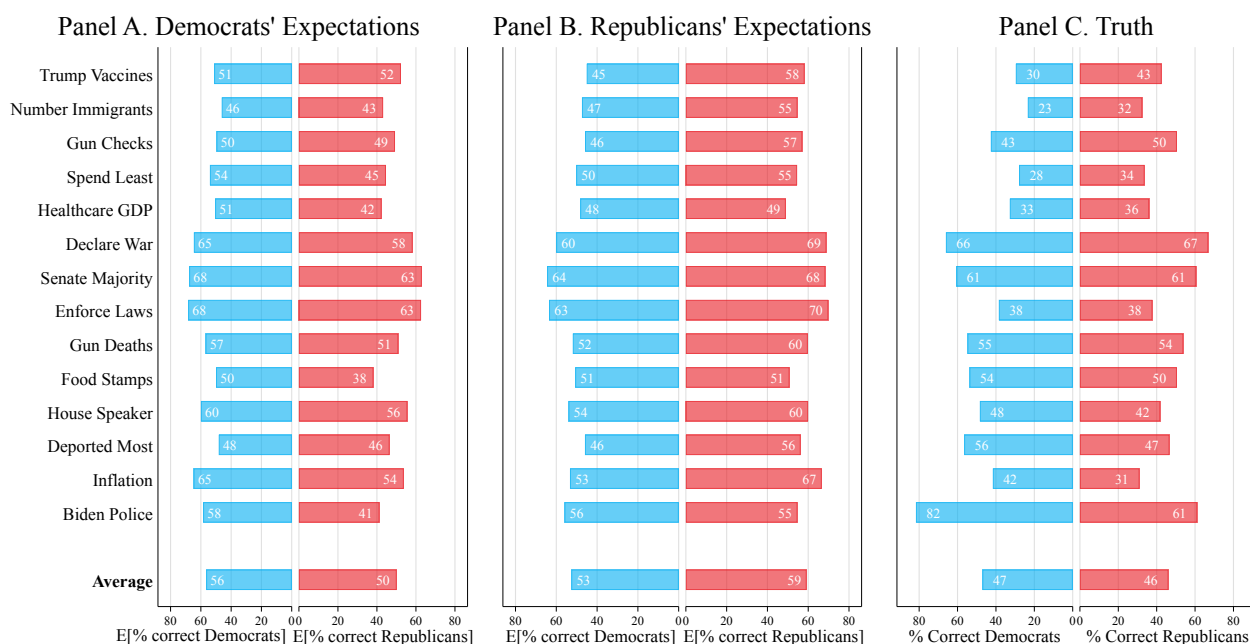 Panel A. Democrats' Expectations Panel B. Republicans' Expectations Panel C. Truth
Trump Vaccines 51 52 45 58 30 43
Number Immigrants 46 43 47 55 23 32
Gun Checks 50 49 46 57 43 50
Spend Least 54 45 50 55 28 34
Healthcare GDP 51 42 48 49 33 36
Declare War 65 58 60 69 66 67
Senate Majority 68 63 64 68 61 61
Enforce Laws 68 63 63 70 38 38
Gun Deaths 57 51 52 60 55 54
Food Stamps 50 38 51 51 54 50
House Speaker 60 56 54 60 48 42
Deported Most 48 46 46 56 56 47
Inflation 65 54 53 67 42 31
Biden Police 58 41 56 55 82 61
Average 56 50 53 59 47 46
80 60 40 20 0 0 20 40 60 80 80 60 40 20 0 0 20 40 60 80 80 60 40 20 0 0 20 40 60 80
E[% correct Democrats] E[% correct Republicans] E[% correct Democrats] E[% correct Republicans] % Correct Democrats % Correct Republicans